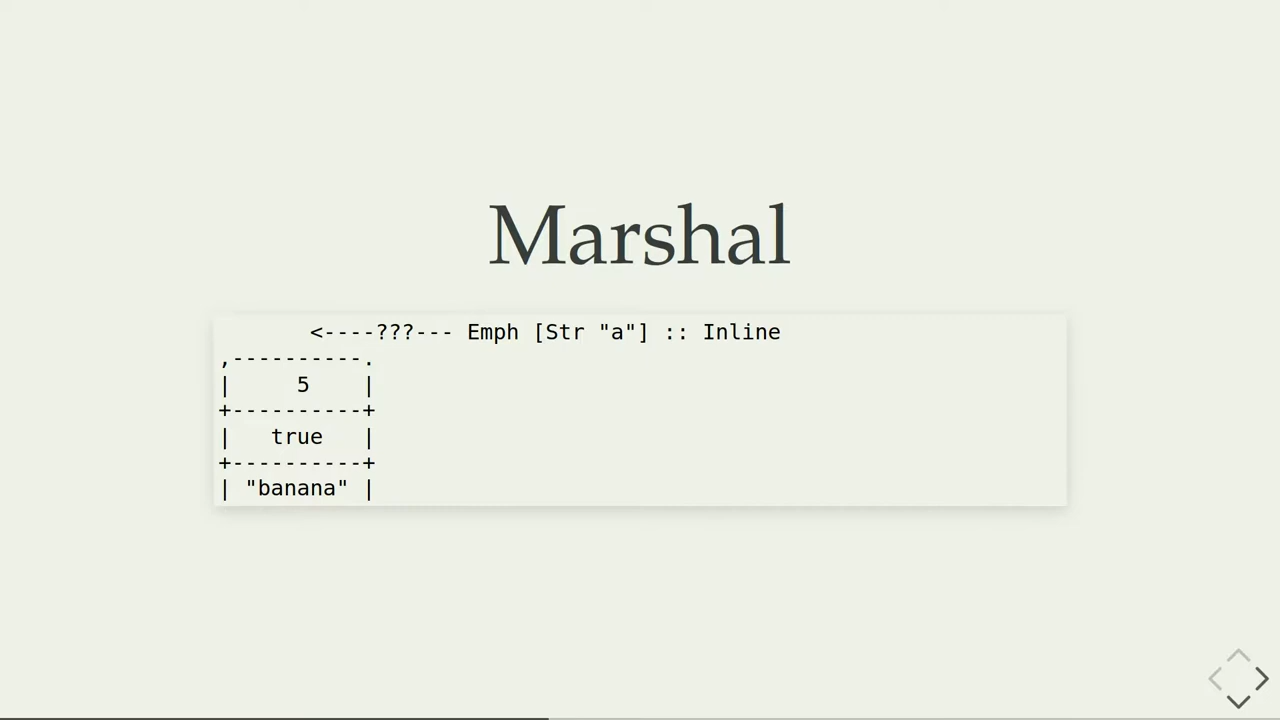 Marshal
       <----???--- Emph [Str "a"] :: Inline
,----------.
|     5    |
+----------+
|   true   |
+----------+
| "banana" |